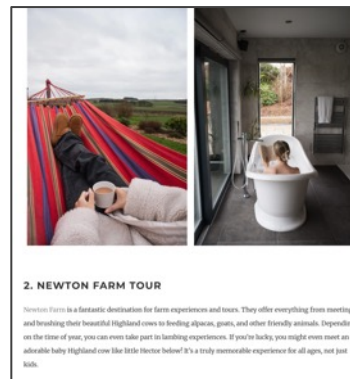 2. NEWTON FARM TOUR
Newton Farm is a fantastic destination for farm experiences and tours. They offer everything from meeting
and brushing their beautiful Highland cows to feeding alpacas, goats, and other friendly animals. Depending
on the time of year, you can even take part in lambing experiences. If you're lucky, you might even meet an
adorable baby Highland cow like little Hector below! It's a truly memorable experience for all ages, not just
kids.